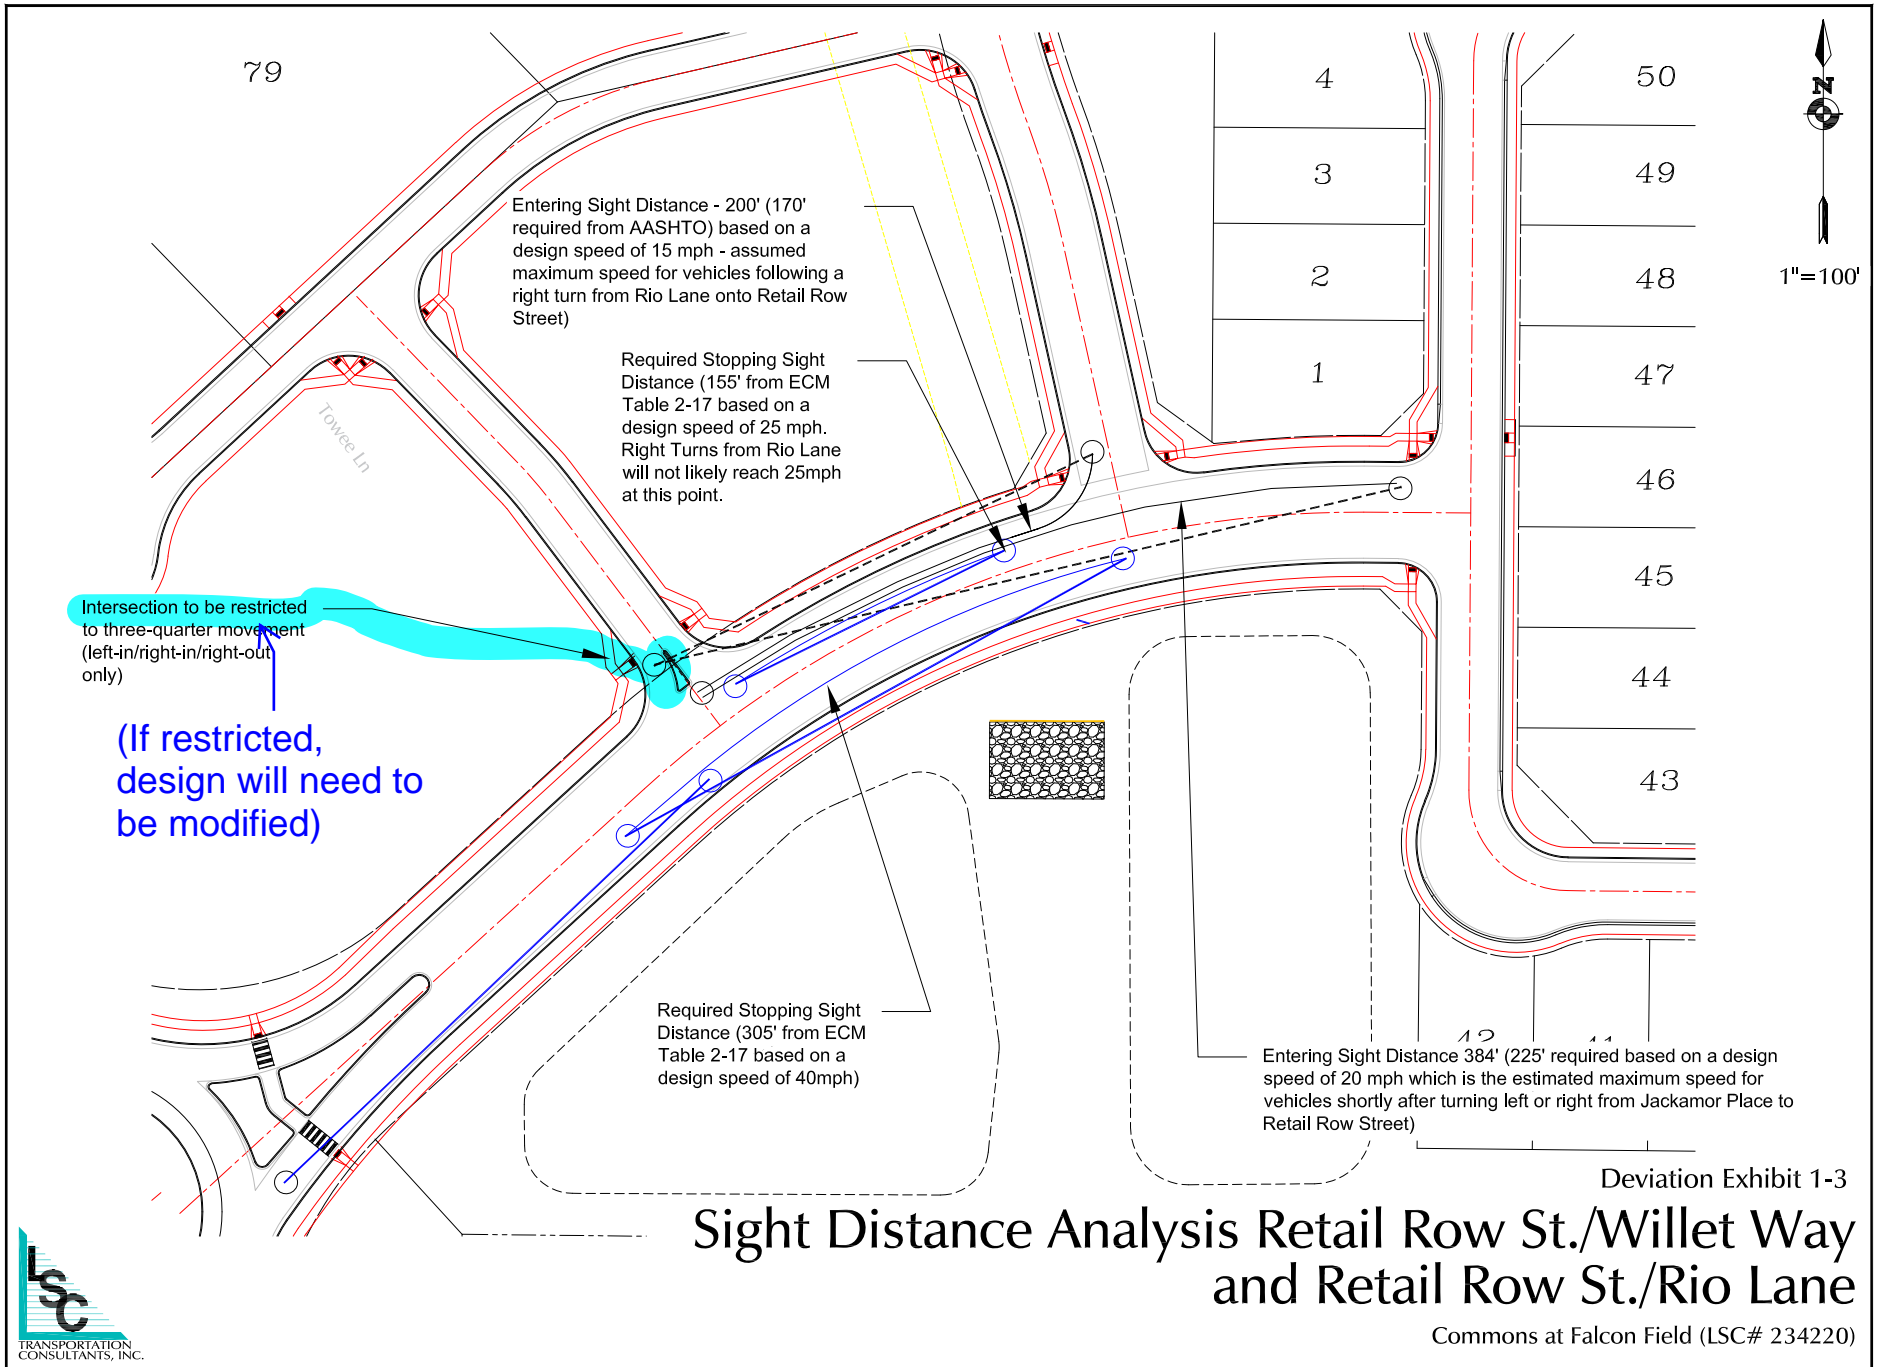 79
4
3
2
1
50
49
48
47
46
45
44
43
N
1"=100'
Entering Sight Distance - 200' (170'
required from AASHTO) based on a
design speed of 15 mph - assumed
maximum speed for vehicles following a
right turn from Rio Lane onto Retail Row
Street)
Required Stopping Sight
Distance (155' from ECM
Table 2-17 based on a
design speed of 25 mph.
Right Turns from Rio Lane
will not likely reach 25mph
at this point.
Towee Ln
Intersection to be restricted
to three-quarter movement
(left-in/right-in/right-out
only)
(If restricted,
design will need to
be modified)
Required Stopping Sight
Distance (305' from ECM
Table 2-17 based on a
design speed of 40mph)
Entering Sight Distance 384' (225' required based on a design
speed of 20 mph which is the estimated maximum speed for
vehicles shortly after turning left or right from Jackamor Place to
Retail Row Street)
Deviation Exhibit 1-3
Sight Distance Analysis Retail Row St./Willet Way
and Retail Row St./Rio Lane
Commons at Falcon Field (LSC# 234220)
LSC
TRANSPORTATION
CONSULTANTS, INC.